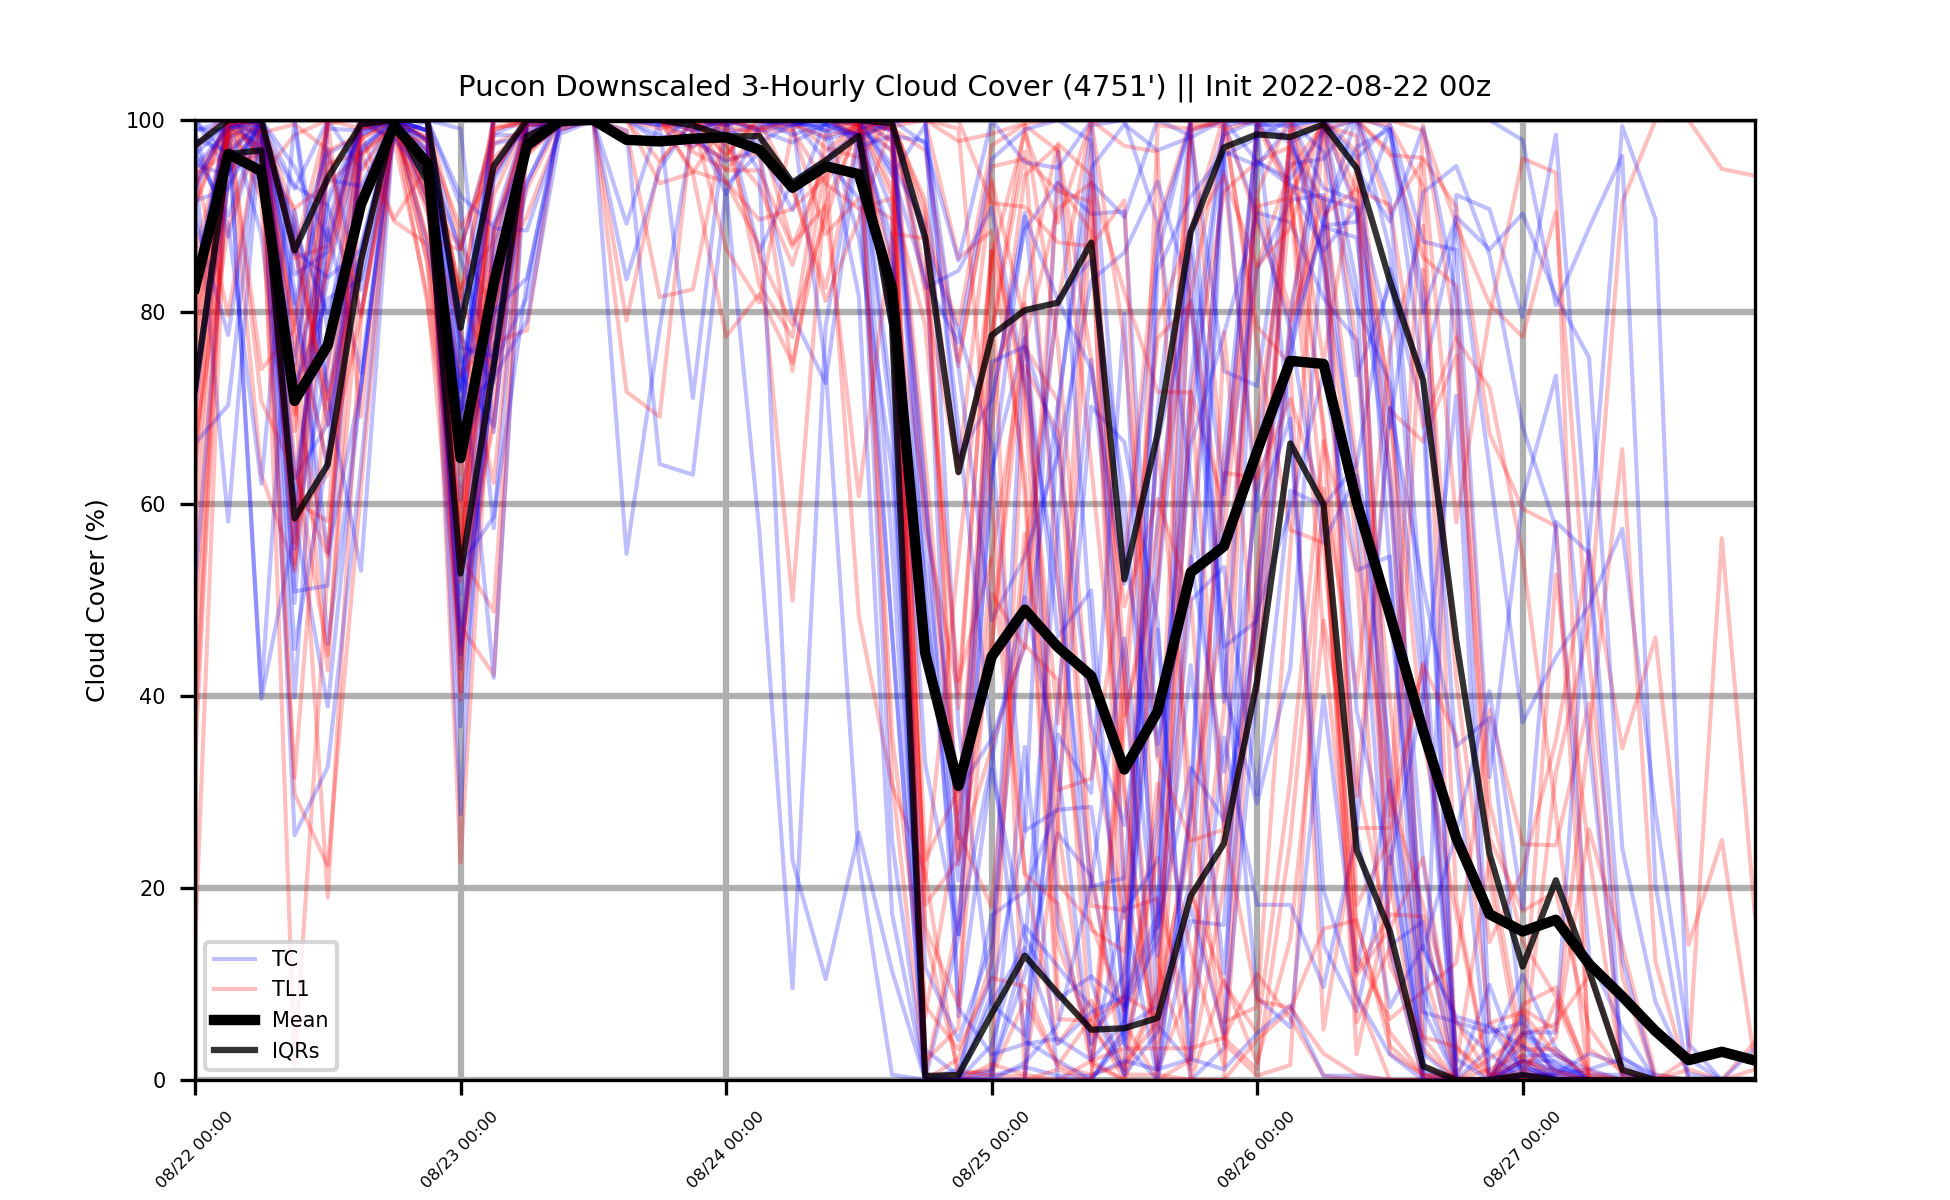 Pucon Downscaled 3-Hourly Cloud Cover (4751') || Init 2022-08-22 00z
Cloud Cover (%)
100
80
60
40
20
0
TC
TL1
Mean
IQRs
08/22 00:00
08/23 00:00
08/24 00:00
08/25 00:00
08/26 00:00
08/27 00:00